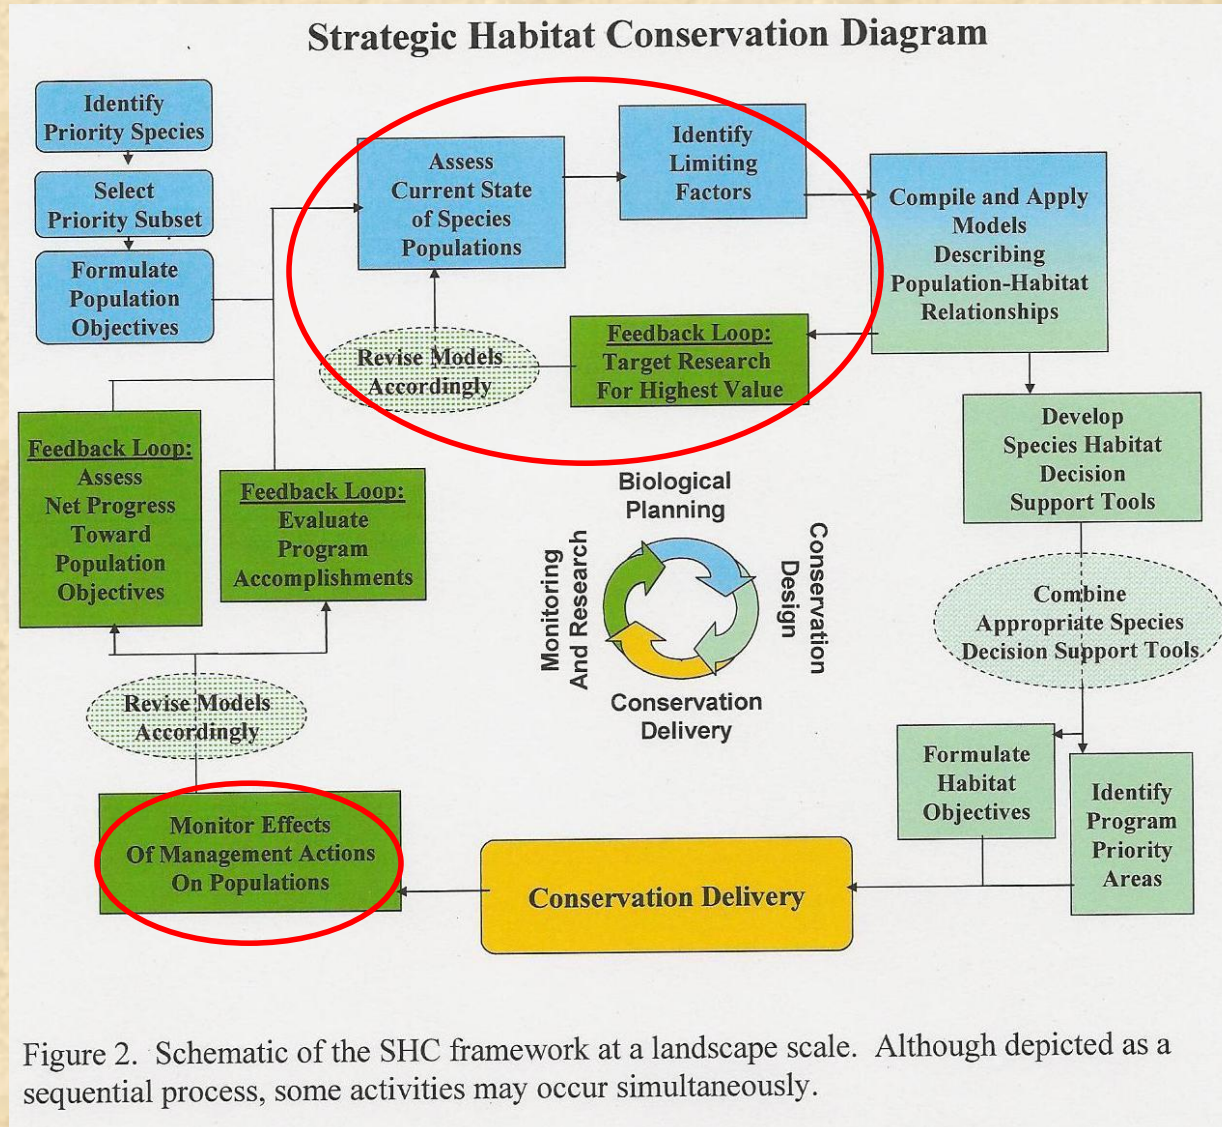 Strategic Habitat Conservation Diagram
Identify
Priority Species
Select
Priority Subset
Formulate
Population
Objectives
Assess
Current State
of Species
Populations
Identify
Limiting
Factors
Compile and Apply
Models
Describing
Population-Habitat
Relationships
Feedback Loop:
Target Research
For Highest Value
Revise Models
Accordingly
Develop
Species Habitat
Decision
Support Tools
Combine
Appropriate Species
Decision Support Tools
Formulate
Habitat
Objectives
Identify
Program
Priority
Areas
Conservation Delivery
Monitor Effects
Of Management Actions
On Populations
Revise Models
Accordingly
Feedback Loop:
Assess
Net Progress
Toward
Population
Objectives
Feedback Loop:
Evaluate
Program
Accomplishments
Biological
Planning
Conservation
Design
Conservation
Delivery
Monitoring
And Research
Figure 2. Schematic of the SHC framework at a landscape scale. Although depicted as a
sequential process, some activities may occur simultaneously.